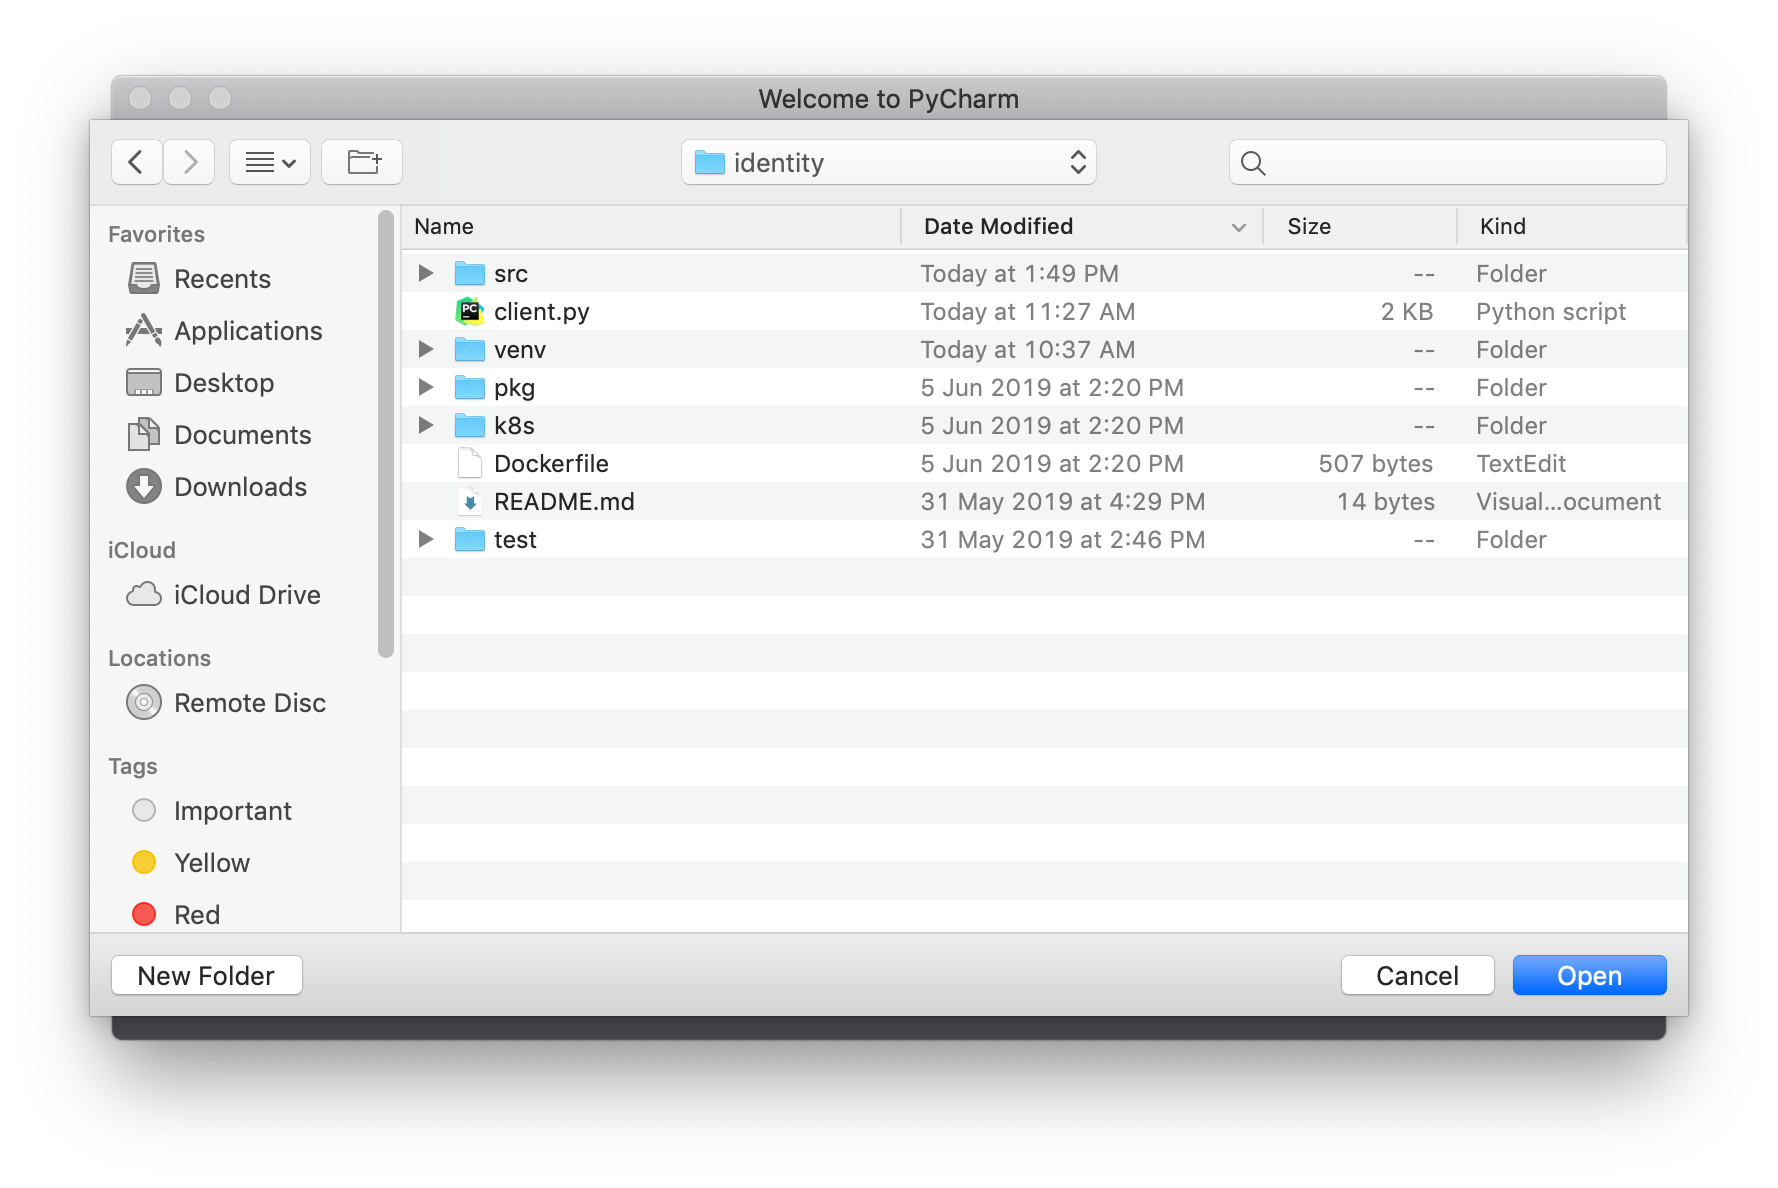 Welcome to PyCharm
identity
Favorites
Recents
Applications
Desktop
Documents
Downloads
iCloud
iCloud Drive
Locations
Remote Disc
Tags
Important
Yellow
Red
Name Date Modified Size Kind
src Today at 1:49 PM -- Folder
PC client.py Today at 11:27 AM 2 KB Python script
venv Today at 10:37 AM -- Folder
pkg 5 Jun 2019 at 2:20 PM -- Folder
k8s 5 Jun 2019 at 2:20 PM -- Folder
Dockerfile 5 Jun 2019 at 2:20 PM 507 bytes TextEdit
README.md 31 May 2019 at 4:29 PM 14 bytes Visual...ocument
test 31 May 2019 at 2:46 PM -- Folder
New Folder Cancel Open